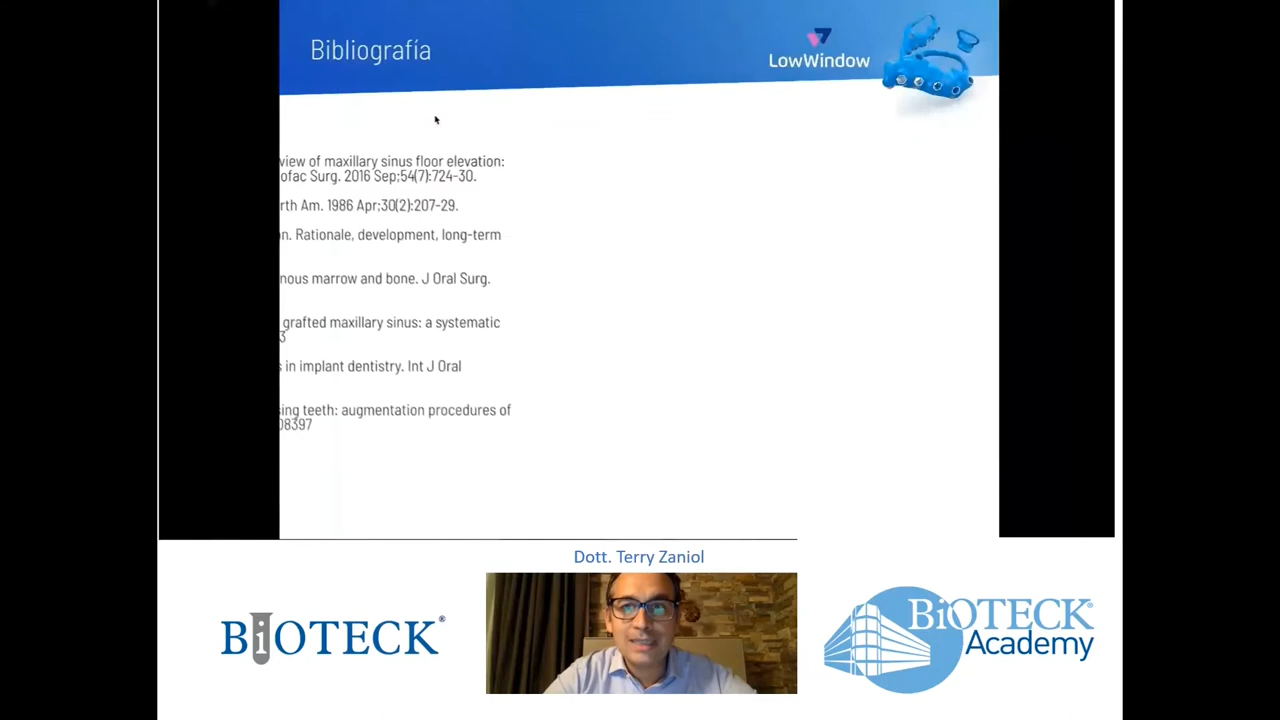 Bibliografía
LowWindow
view of maxillary sinus floor elevation:
ofac Surg. 2016 Sep;54(7):724-30.
rth Am. 1986 Apr;30(2):207-29.
on. Rationale, development, long-term
nous marrow and bone. J Oral Surg.
grafted maxillary sinus: a systematic
3
s in implant dentistry. Int J Oral
sing teeth: augmentation procedures of
08397
Dott. Terry Zaniol
BiOTECK®
BiOTECK®
Academy